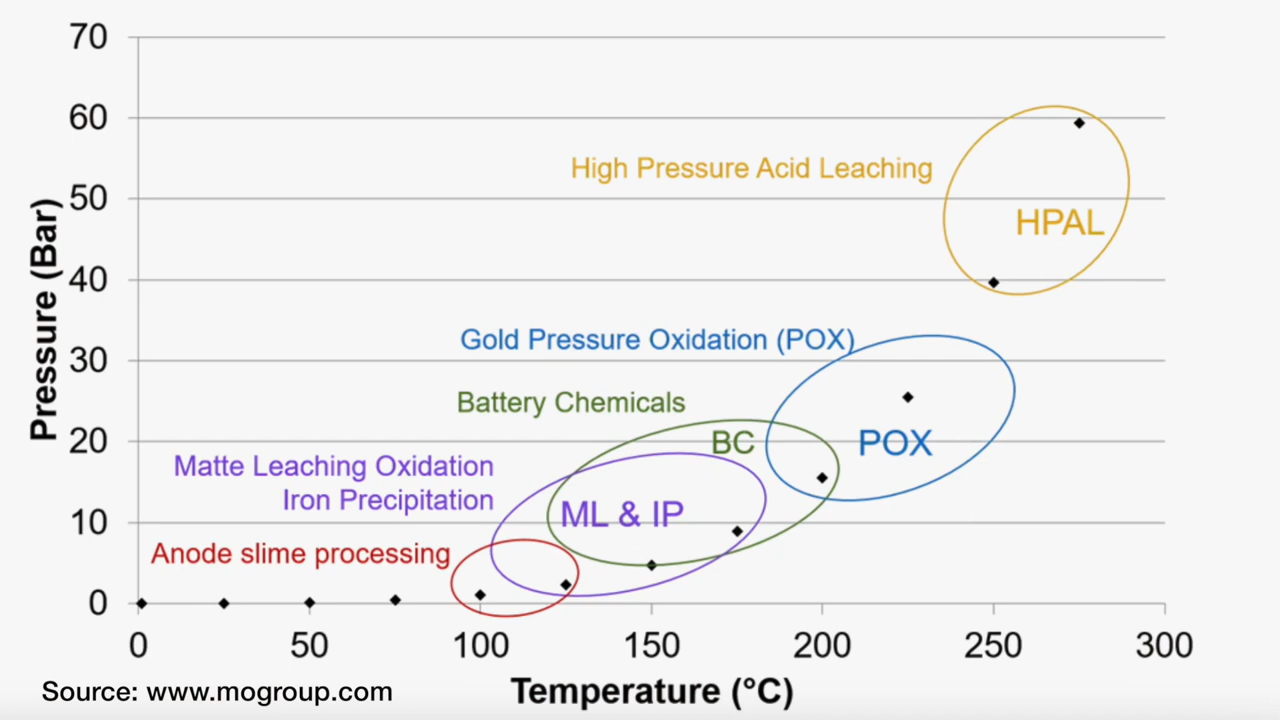 70
60
High Pressure Acid Leaching
50
HPAL
Pressure (Bar)
40
Gold Pressure Oxidation (POX)
30
Battery Chemicals
20
BC
POX
Matte Leaching Oxidation
Iron Precipitation
ML & IP
10
Anode slime processing
0
0 50 100 150 200 250 300
Source: www.mogroup.com
Temperature (°C)